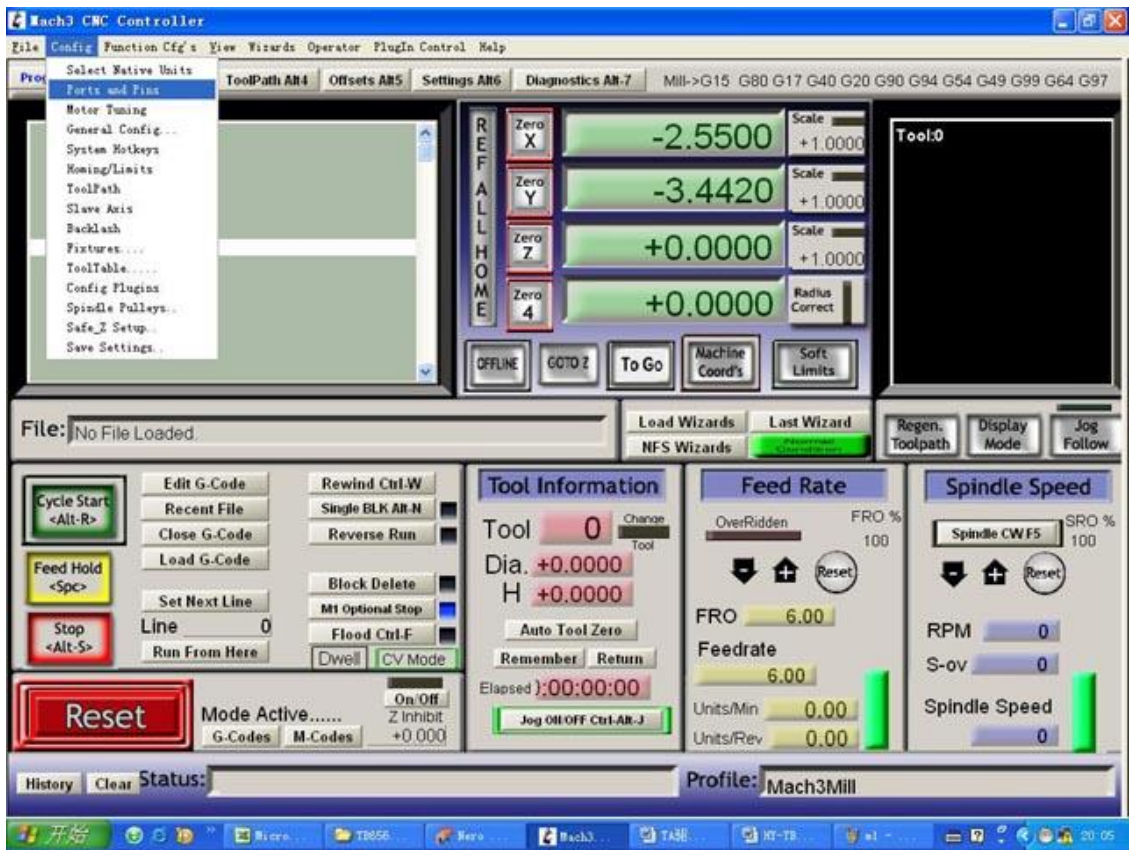 Mach3 CNC Controller
File Config Function Cfg's View Wizards Operator PlugIn Control Help
ToolPath Alt4 Offsets Alt5 Settings Alt6 Diagnostics Alt-7 Mill->G15 G80 G17 G40 G20 G90 G94 G54 G49 G99 G64 G97
Select Native Units
Ports and Pins
Motor Tuning
General Config...
System Hotkeys
Homing/Limits
ToolPath
Slave Axis
Backlash
Fixtures....
ToolTable.....
Config Plugins
Spindle Pulleys..
Safe_Z Setup..
Save Settings..
REF ALL HOME
Zero X -2.5500 Scale +1.0000
Zero Y -3.4420 Scale +1.0000
Zero Z +0.0000 Scale +1.0000
Zero 4 +0.0000 Radius Correct
OFFLINE GOTO Z To Go Machine Coord's Soft Limits
Tool:0
File: No File Loaded.
Load Wizards Last Wizard
NFS Wizards Normal Condition
Regen. Toolpath Display Mode Jog Follow
Cycle Start <Alt-R>
Feed Hold <Spc>
Stop <Alt-S>
Edit G-Code
Recent File
Close G-Code
Load G-Code
Set Next Line
Line 0
Run From Here
Rewind Ctrl-W
Single BLK Alt-N
Reverse Run
Block Delete
M1 Optional Stop
Flood Ctrl-F
Dwell CV Mode
Reset
Mode Active......
G-Codes M-Codes
On/Off
Z Inhibit
+0.000
Tool Information
Tool 0 Change Tool
Dia. +0.0000
H +0.0000
Auto Tool Zero
Remember Return
Elapsed 00:00:00
Jog ON/OFF Ctrl-Alt-J
Feed Rate
OverRidden FRO % 100
Reset
FRO 6.00
Feedrate
6.00
Units/Min 0.00
Units/Rev 0.00
Spindle Speed
Spindle CW F5 SRO % 100
Reset
RPM 0
S-ov 0
Spindle Speed
0
History Clear Status:
Profile: Mach3Mill
开始 Micro... TB656... Nero... Mach3... 20:05